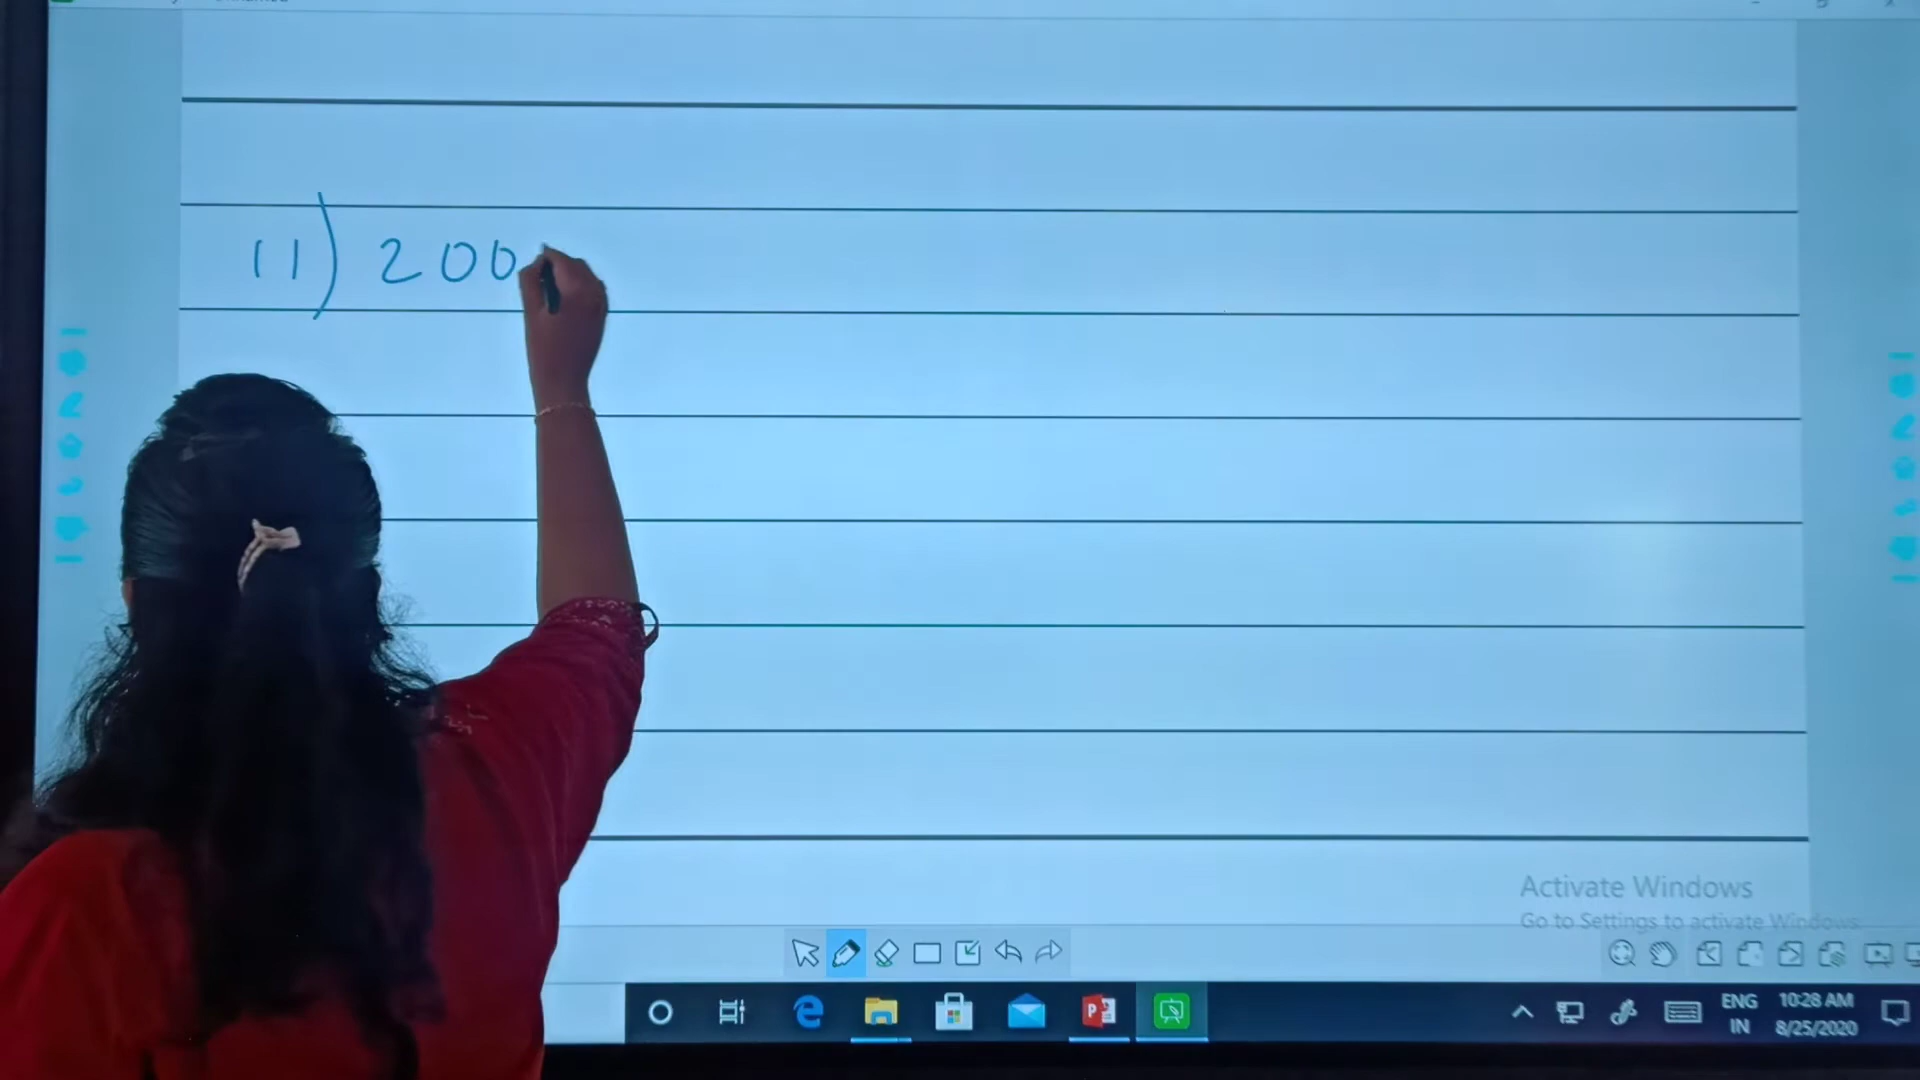 11) 200
Activate Windows
Go to Settings to activate Windows.
ENG
IN
10:28 AM
8/25/2020